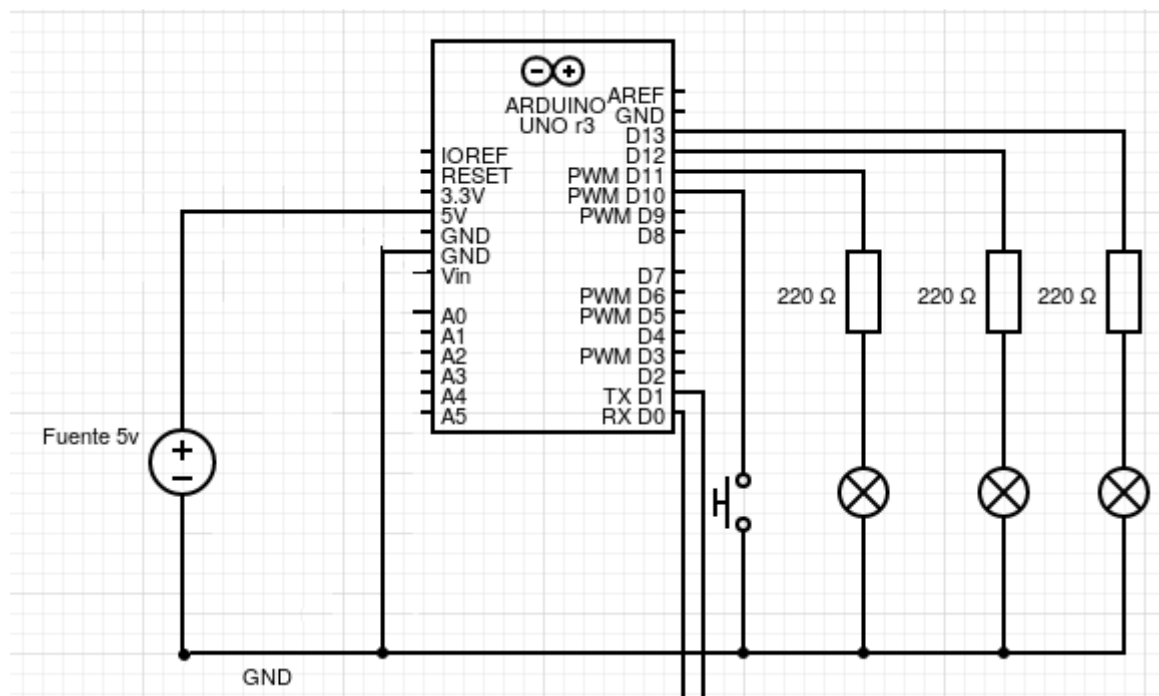 ARDUINO
UNO r3
IOREF
RESET
3.3V
5V
GND
GND
Vin
A0
A1
A2
A3
A4
A5
AREF
GND
D13
D12
PWM D11
PWM D10
PWM D9
D8
D7
PWM D6
PWM D5
D4
PWM D3
D2
TX D1
RX D0
220 Ω
220 Ω
220 Ω
Fuente 5v
GND